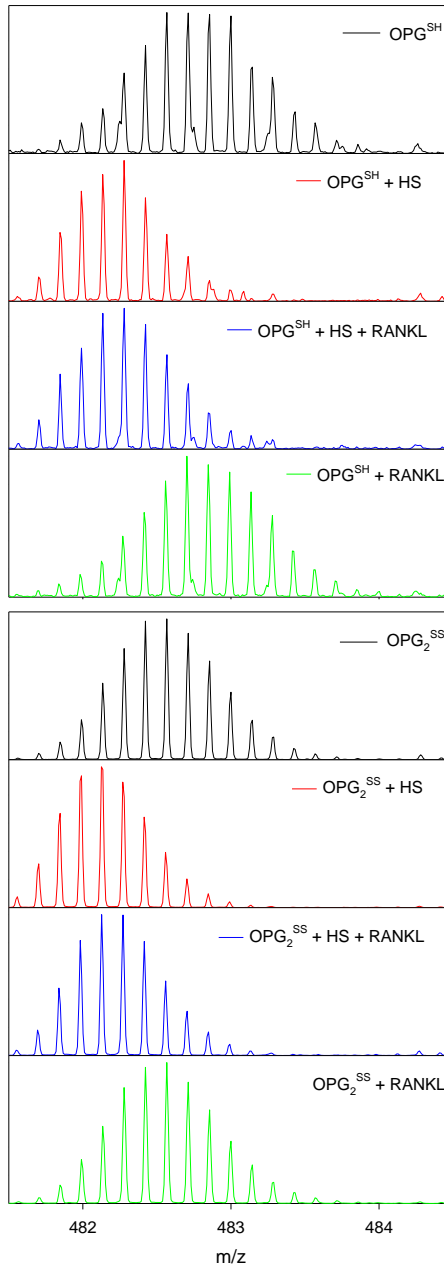 OPG^SH
OPG^SH + HS
OPG^SH + HS + RANKL
OPG^SH + RANKL
OPG₂^SS
OPG₂^SS + HS
OPG₂^SS + HS + RANKL
OPG₂^SS + RANKL
482 483 484
m/z